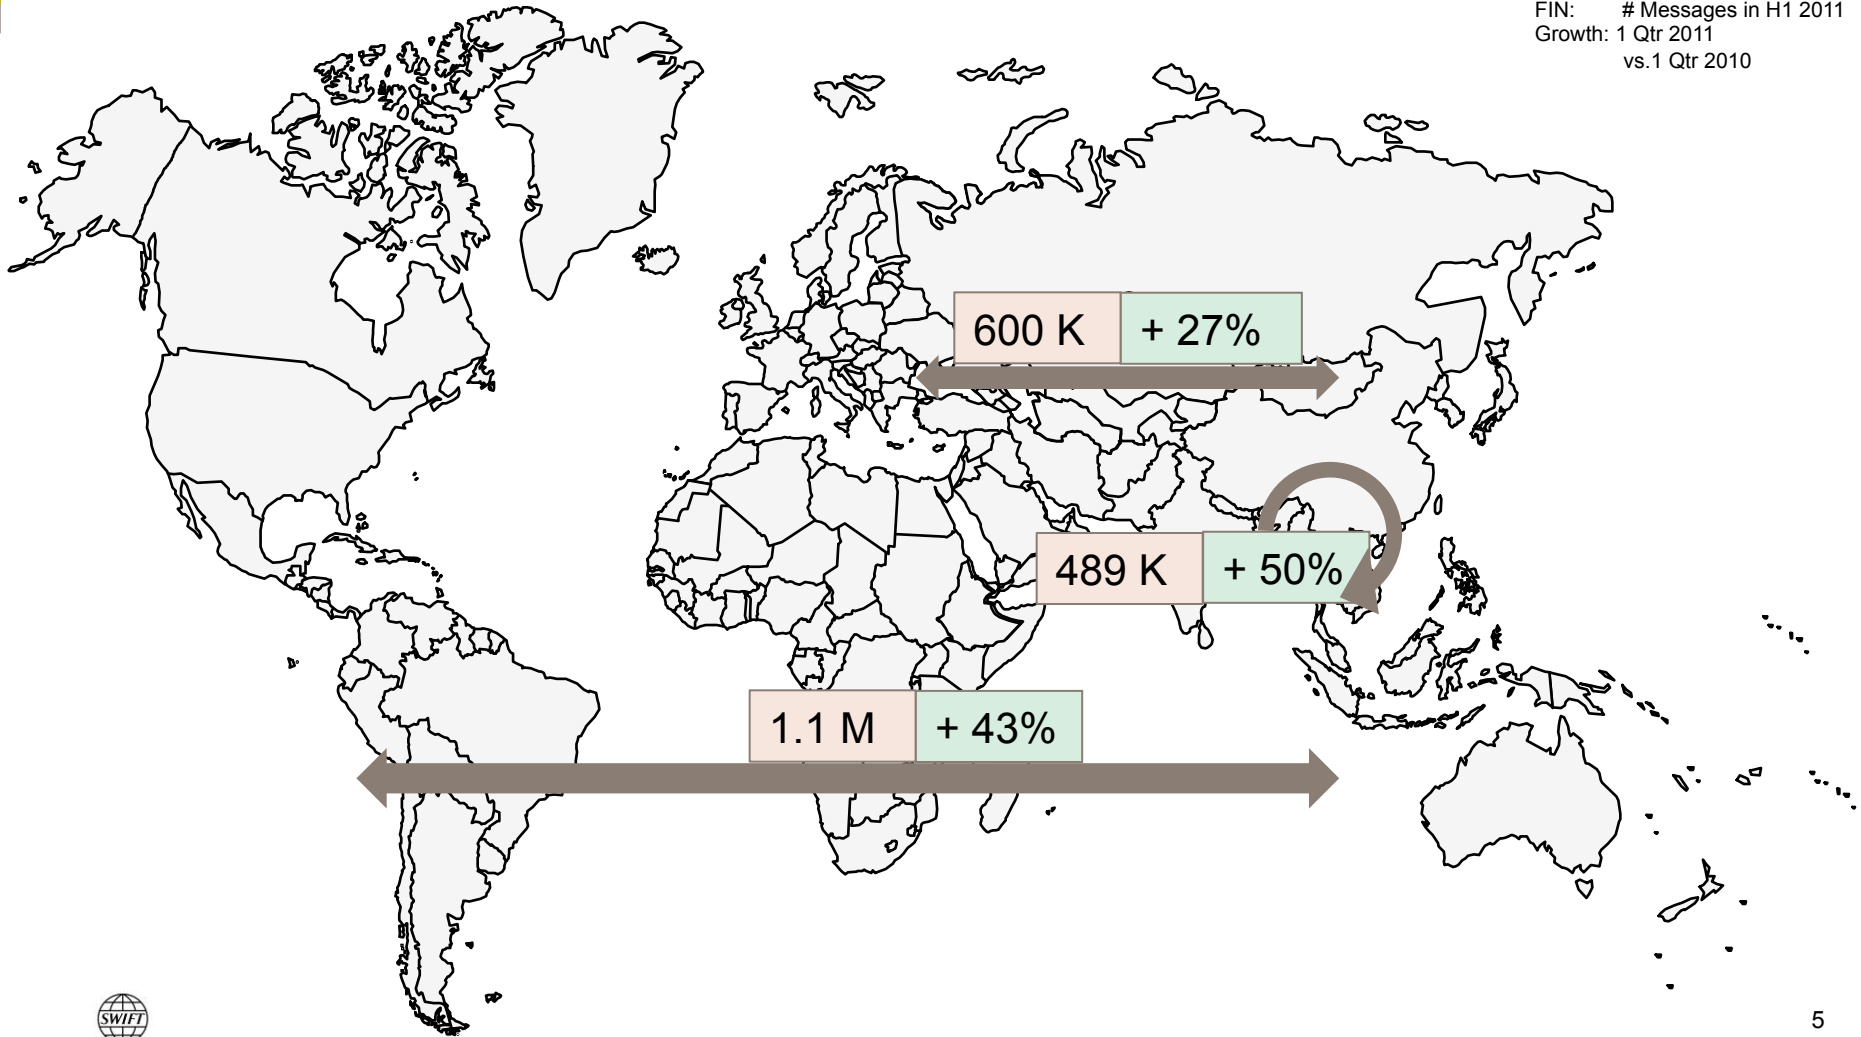 FIN: # Messages in H1 2011
Growth: 1 Qtr 2011
vs.1 Qtr 2010
600 K + 27%
489 K + 50%
1.1 M + 43%
SWIFT
5